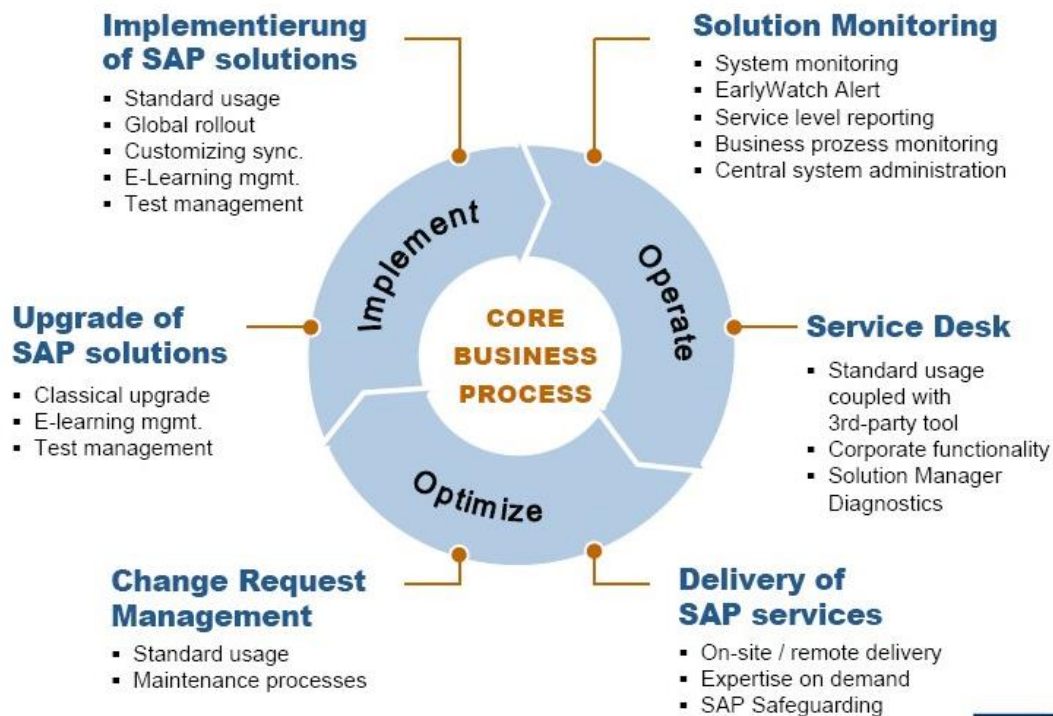 Implementierung
of SAP solutions
▪ Standard usage
▪ Global rollout
▪ Customizing sync.
▪ E-Learning mgmt.
▪ Test management
Solution Monitoring
▪ System monitoring
▪ EarlyWatch Alert
▪ Service level reporting
▪ Business prozess monitoring
▪ Central system administration
Implement
Operate
Optimize
CORE
BUSINESS
PROCESS
Upgrade of
SAP solutions
▪ Classical upgrade
▪ E-learning mgmt.
▪ Test management
Service Desk
▪ Standard usage
coupled with
3rd-party tool
▪ Corporate functionality
▪ Solution Manager
Diagnostics
Change Request
Management
▪ Standard usage
▪ Maintenance processes
Delivery of
SAP services
▪ On-site / remote delivery
▪ Expertise on demand
▪ SAP Safeguarding